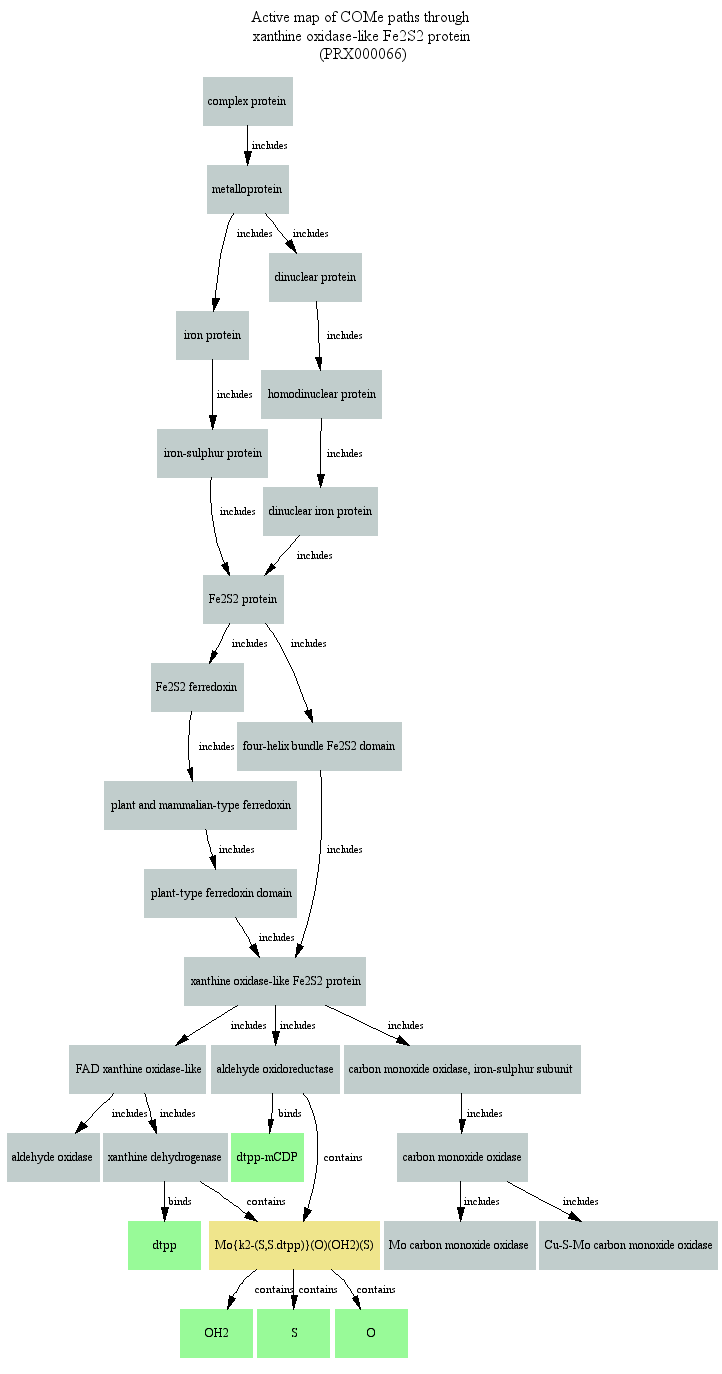 Active map of COMe paths through
xanthine oxidase-like Fe2S2 protein
(PRX000066)
complex protein
includes
metalloprotein
includes
includes
dinuclear protein
iron protein
includes
homodinuclear protein
includes
iron-sulphur protein
includes
dinuclear iron protein
includes
includes
Fe2S2 protein
includes
includes
Fe2S2 ferredoxin
four-helix bundle Fe2S2 domain
includes
plant and mammalian-type ferredoxin
includes
includes
plant-type ferredoxin domain
includes
xanthine oxidase-like Fe2S2 protein
includes
includes
includes
FAD xanthine oxidase-like
aldehyde oxidoreductase
carbon monoxide oxidase, iron-sulphur subunit
includes
includes
binds
includes
aldehyde oxidase
xanthine dehydrogenase
dtpp-mCDP
contains
carbon monoxide oxidase
binds
contains
includes
includes
dtpp
Mo{k2-(S,S.dtpp)}(O)(OH2)(S)
Mo carbon monoxide oxidase
Cu-S-Mo carbon monoxide oxidase
contains
contains
contains
OH2
S
O